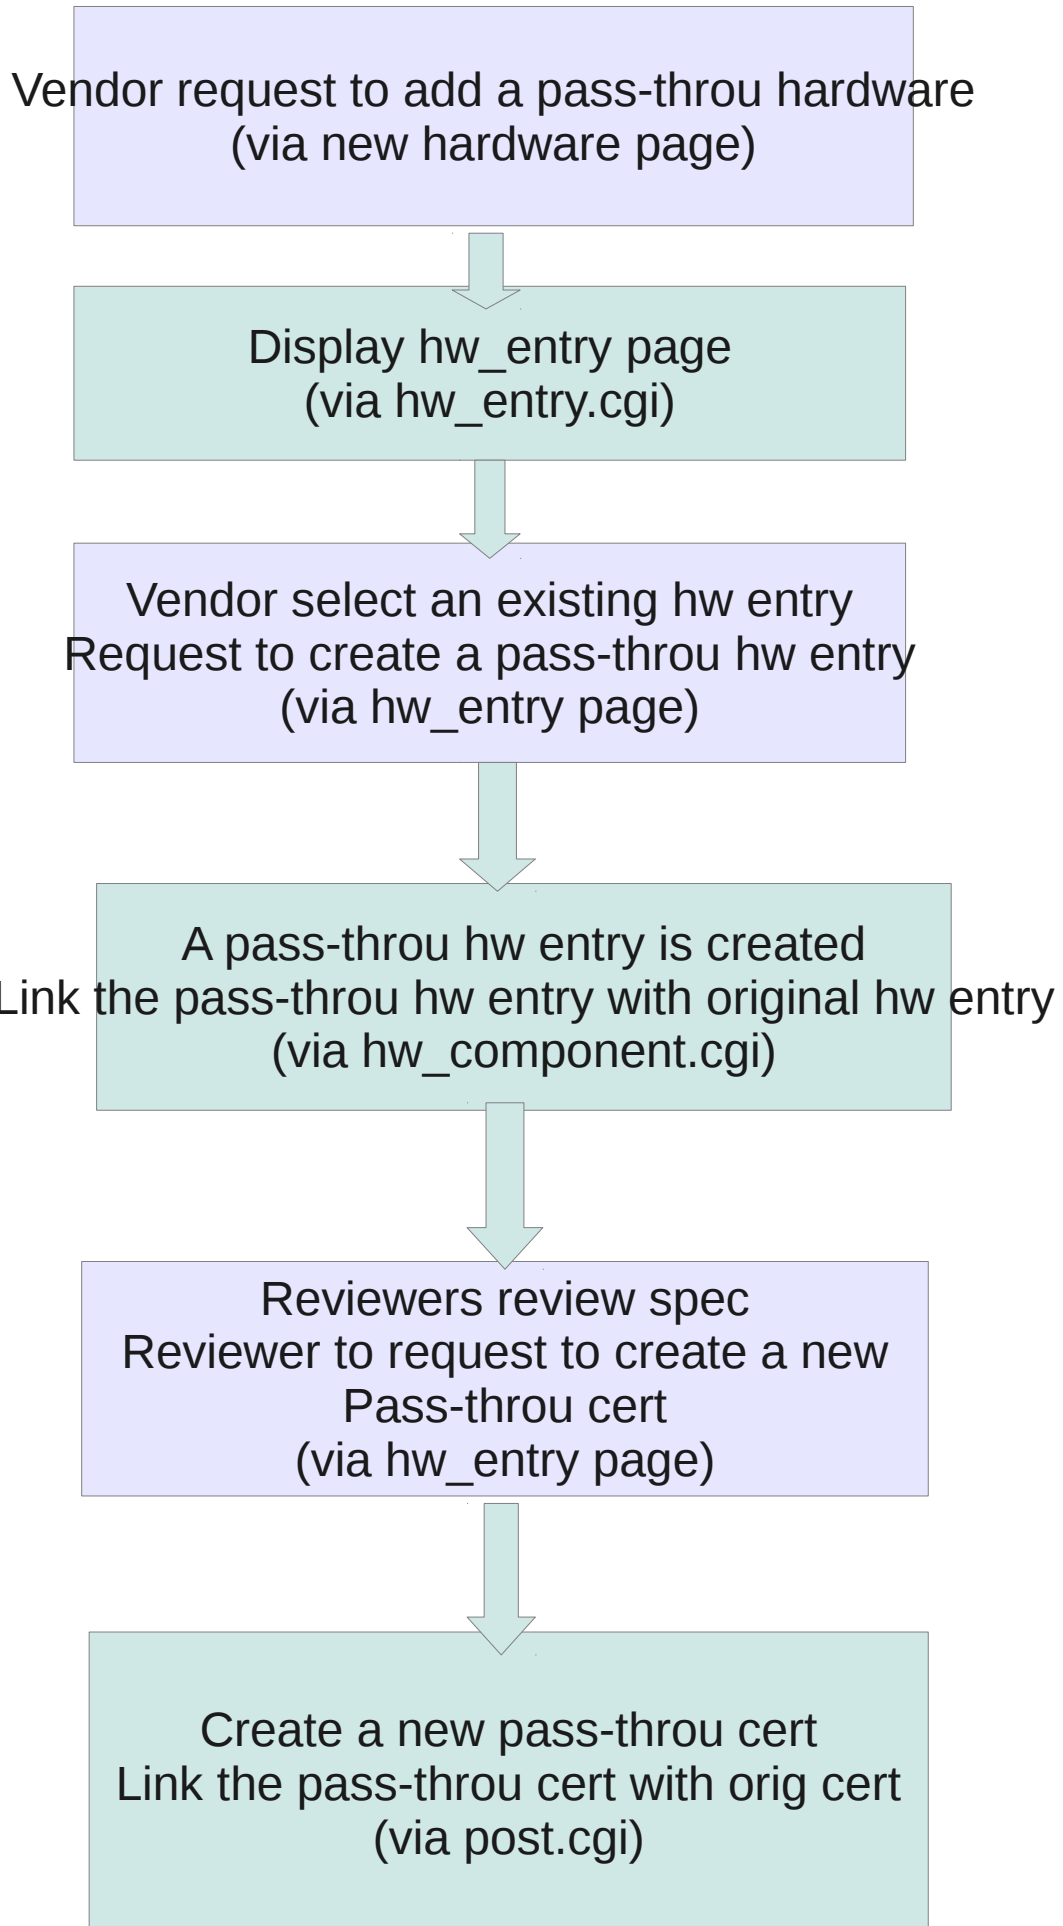 Vendor request to add a pass-throu hardware
(via new hardware page)
Display hw_entry page
(via hw_entry.cgi)
Vendor select an existing hw entry
Request to create a pass-throu hw entry
(via hw_entry page)
A pass-throu hw entry is created
Link the pass-throu hw entry with original hw entry
(via hw_component.cgi)
Reviewers review spec
Reviewer to request to create a new
Pass-throu cert
(via hw_entry page)
Create a new pass-throu cert
Link the pass-throu cert with orig cert
(via post.cgi)